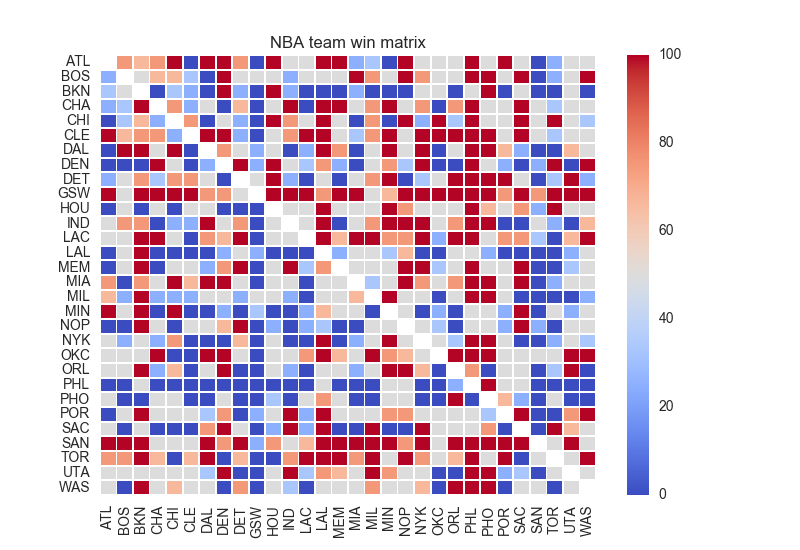 NBA team win matrix
ATL
BOS
BKN
CHA
CHI
CLE
DAL
DEN
DET
GSW
HOU
IND
LAC
LAL
MEM
MIA
MIL
MIN
NOP
NYK
OKC
ORL
PHL
PHO
POR
SAC
SAN
TOR
UTA
WAS
ATL BOS BKN CHA CHI CLE DAL DEN DET GSW HOU IND LAC LAL MEM MIA MIL MIN NOP NYK OKC ORL PHL PHO POR SAC SAN TOR UTA WAS
100
80
60
40
20
0